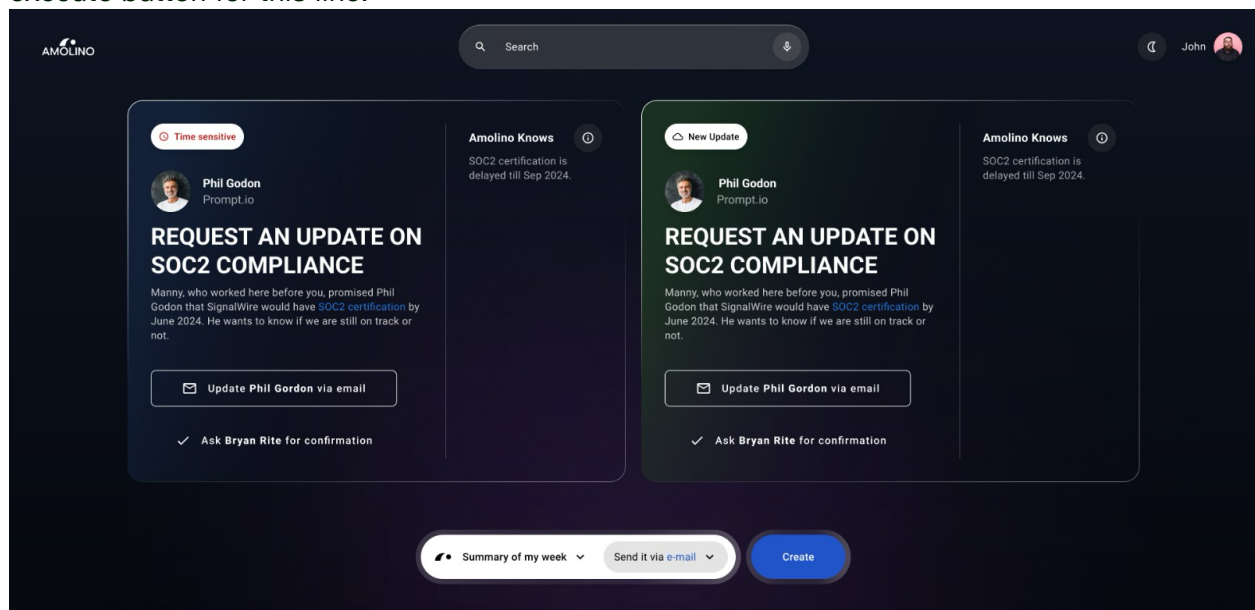 execute button for this line.
AMOLINO
Search
John
Time sensitive
Phil Godon
Prompt.io
REQUEST AN UPDATE ON
SOC2 COMPLIANCE
Manny, who worked here before you, promised Phil
Godon that SignalWire would have SOC2 certification by
June 2024. He wants to know if we are still on track or
not.
Update Phil Gordon via email
Ask Bryan Rite for confirmation
Amolino Knows
SOC2 certification is
delayed till Sep 2024.
New Update
Phil Godon
Prompt.io
REQUEST AN UPDATE ON
SOC2 COMPLIANCE
Manny, who worked here before you, promised Phil
Godon that SignalWire would have SOC2 certification by
June 2024. He wants to know if we are still on track or
not.
Update Phil Gordon via email
Ask Bryan Rite for confirmation
Amolino Knows
SOC2 certification is
delayed till Sep 2024.
Summary of my week
Send it via e-mail
Create